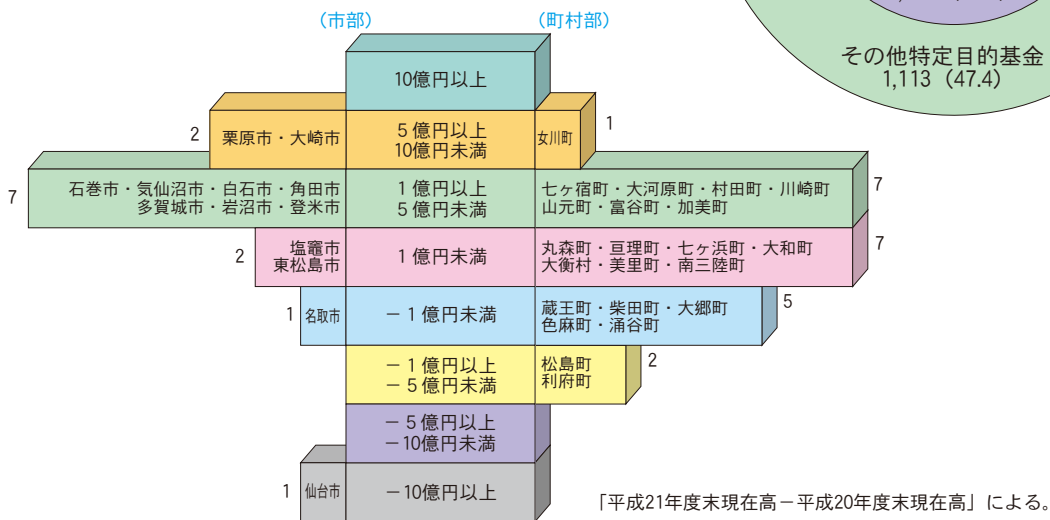 （市部）
（町村部）
その他特定目的基金
1,113（47.4）
10億円以上
2
栗原市・大崎市
5億円以上
10億円未満
女川町
1
7
石巻市・気仙沼市・白石市・角田市
多賀城市・岩沼市・登米市
1億円以上
5億円未満
七ヶ宿町・大河原町・村田町・川崎町
山元町・富谷町・加美町
7
2
塩竈市
東松島市
1億円未満
丸森町・亘理町・七ヶ浜町・大和町
大衡村・美里町・南三陸町
7
1
名取市
－1億円未満
蔵王町・柴田町・大郷町
色麻町・涌谷町
5
－1億円以上
－5億円未満
松島町
利府町
2
－5億円以上
－10億円未満
1
仙台市
－10億円以上
「平成21年度末現在高－平成20年度末現在高」による。